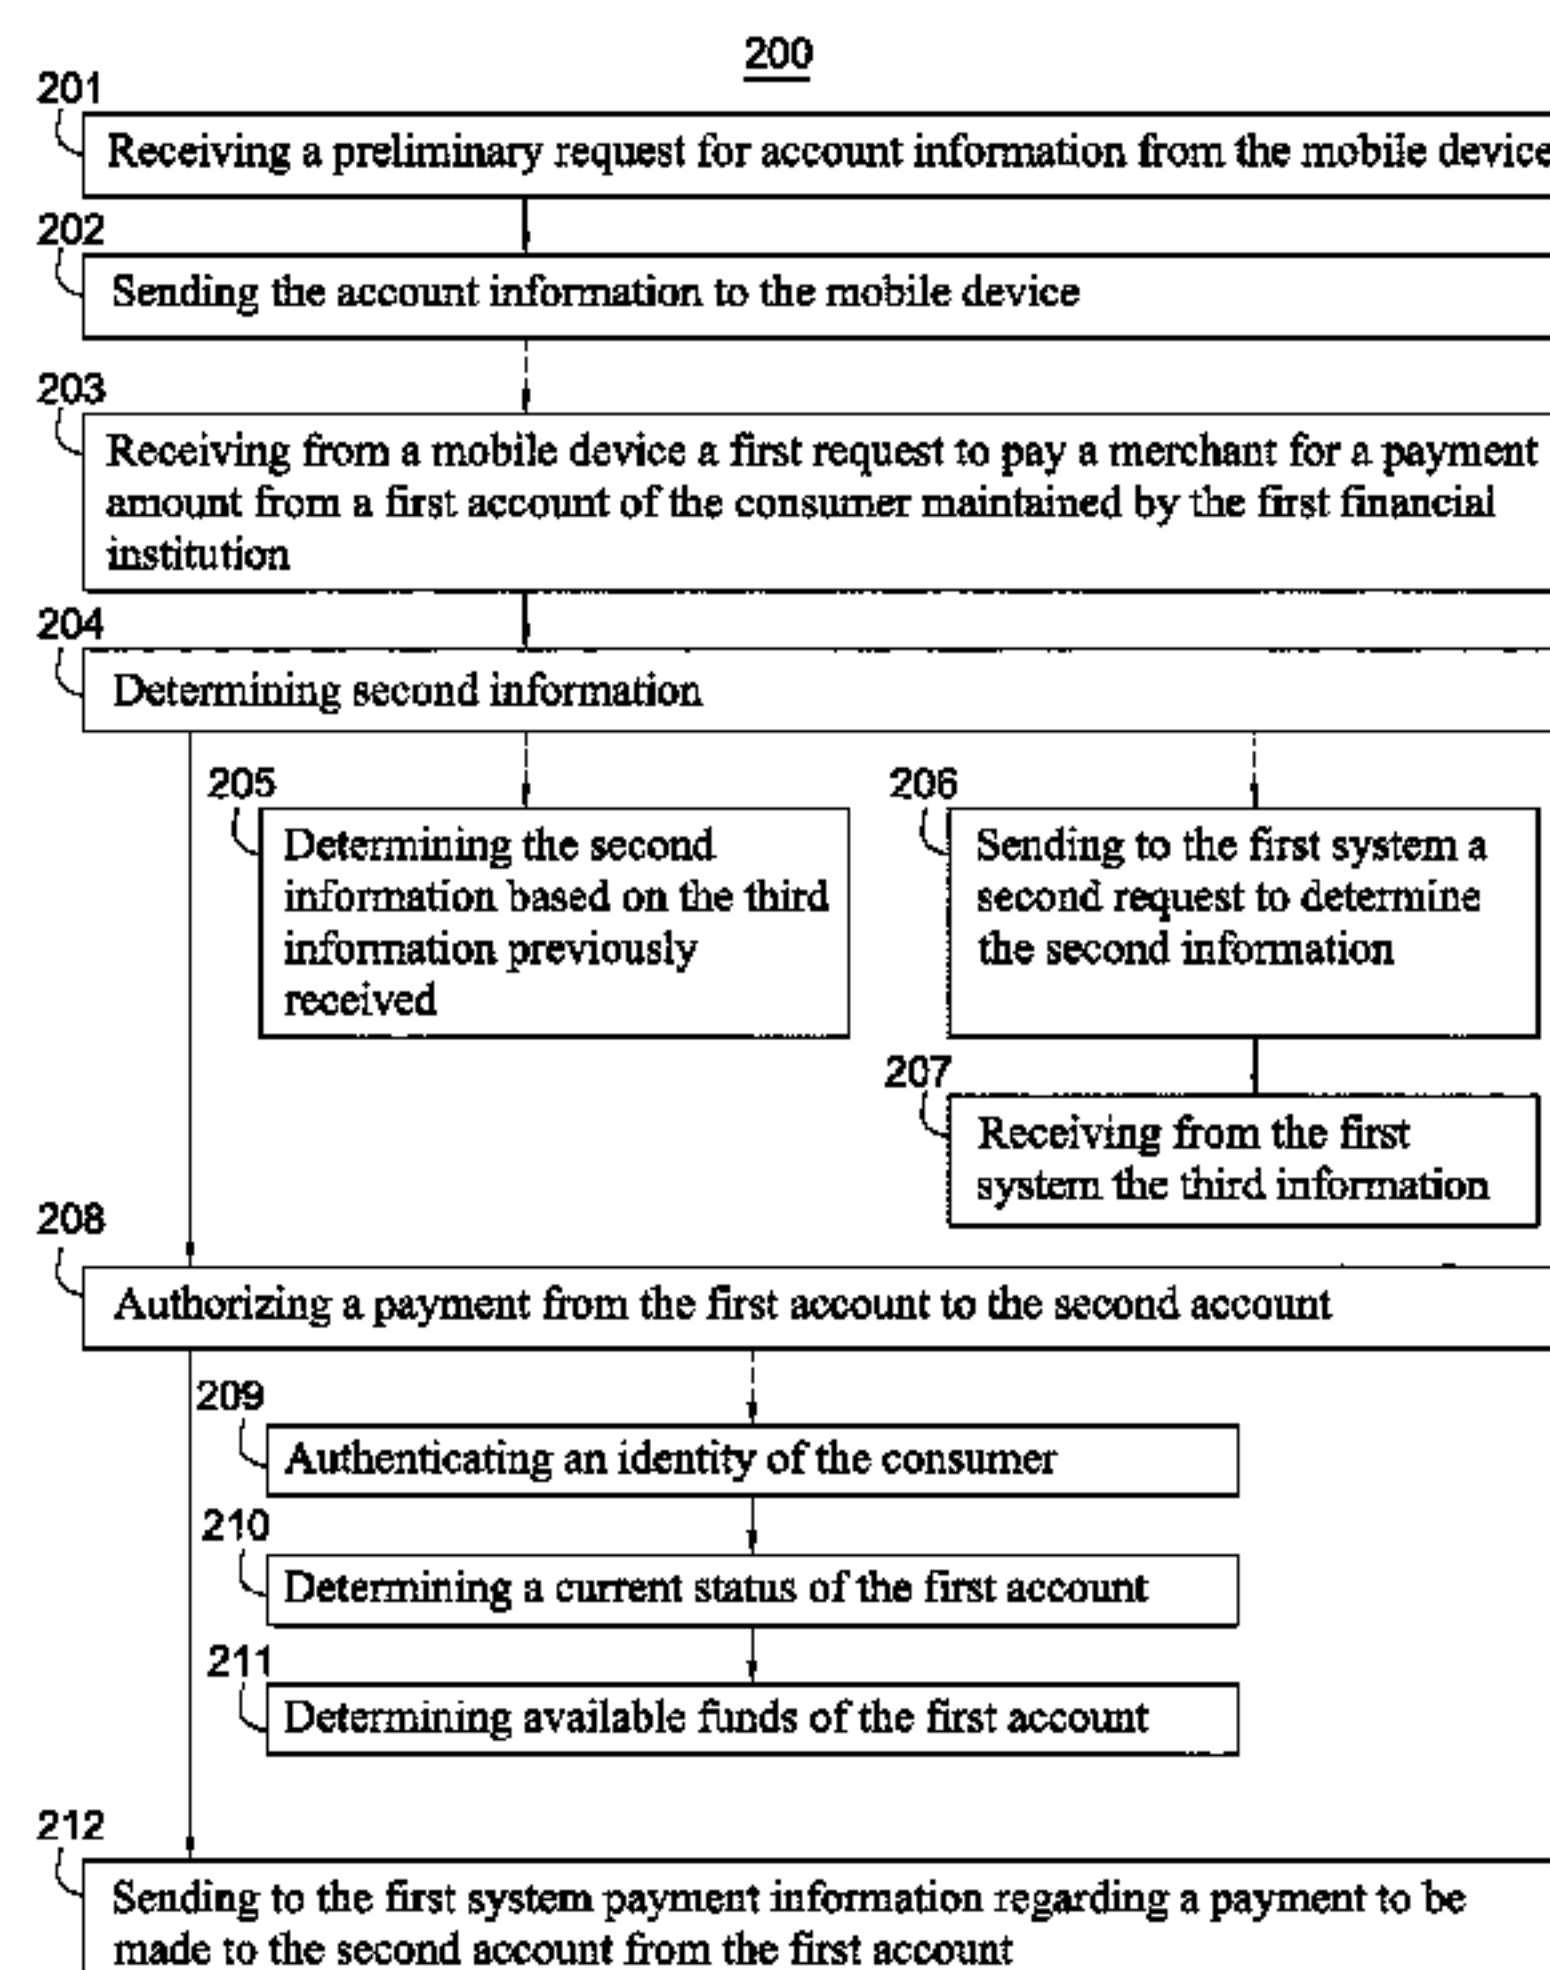 200
201
Receiving a preliminary request for account information from the mobile device
202
Sending the account information to the mobile device
203
Receiving from a mobile device a first request to pay a merchant for a payment
amount from a first account of the consumer maintained by the first financial
institution
204
Determining second information
205
Determining the second
information based on the third
information previously
received
206
Sending to the first system a
second request to determine
the second information
207
Receiving from the first
system the third information
208
Authorizing a payment from the first account to the second account
209
Authenticating an identity of the consumer
210
Determining a current status of the first account
211
Determining available funds of the first account
212
Sending to the first system payment information regarding a payment to be
made to the second account from the first account